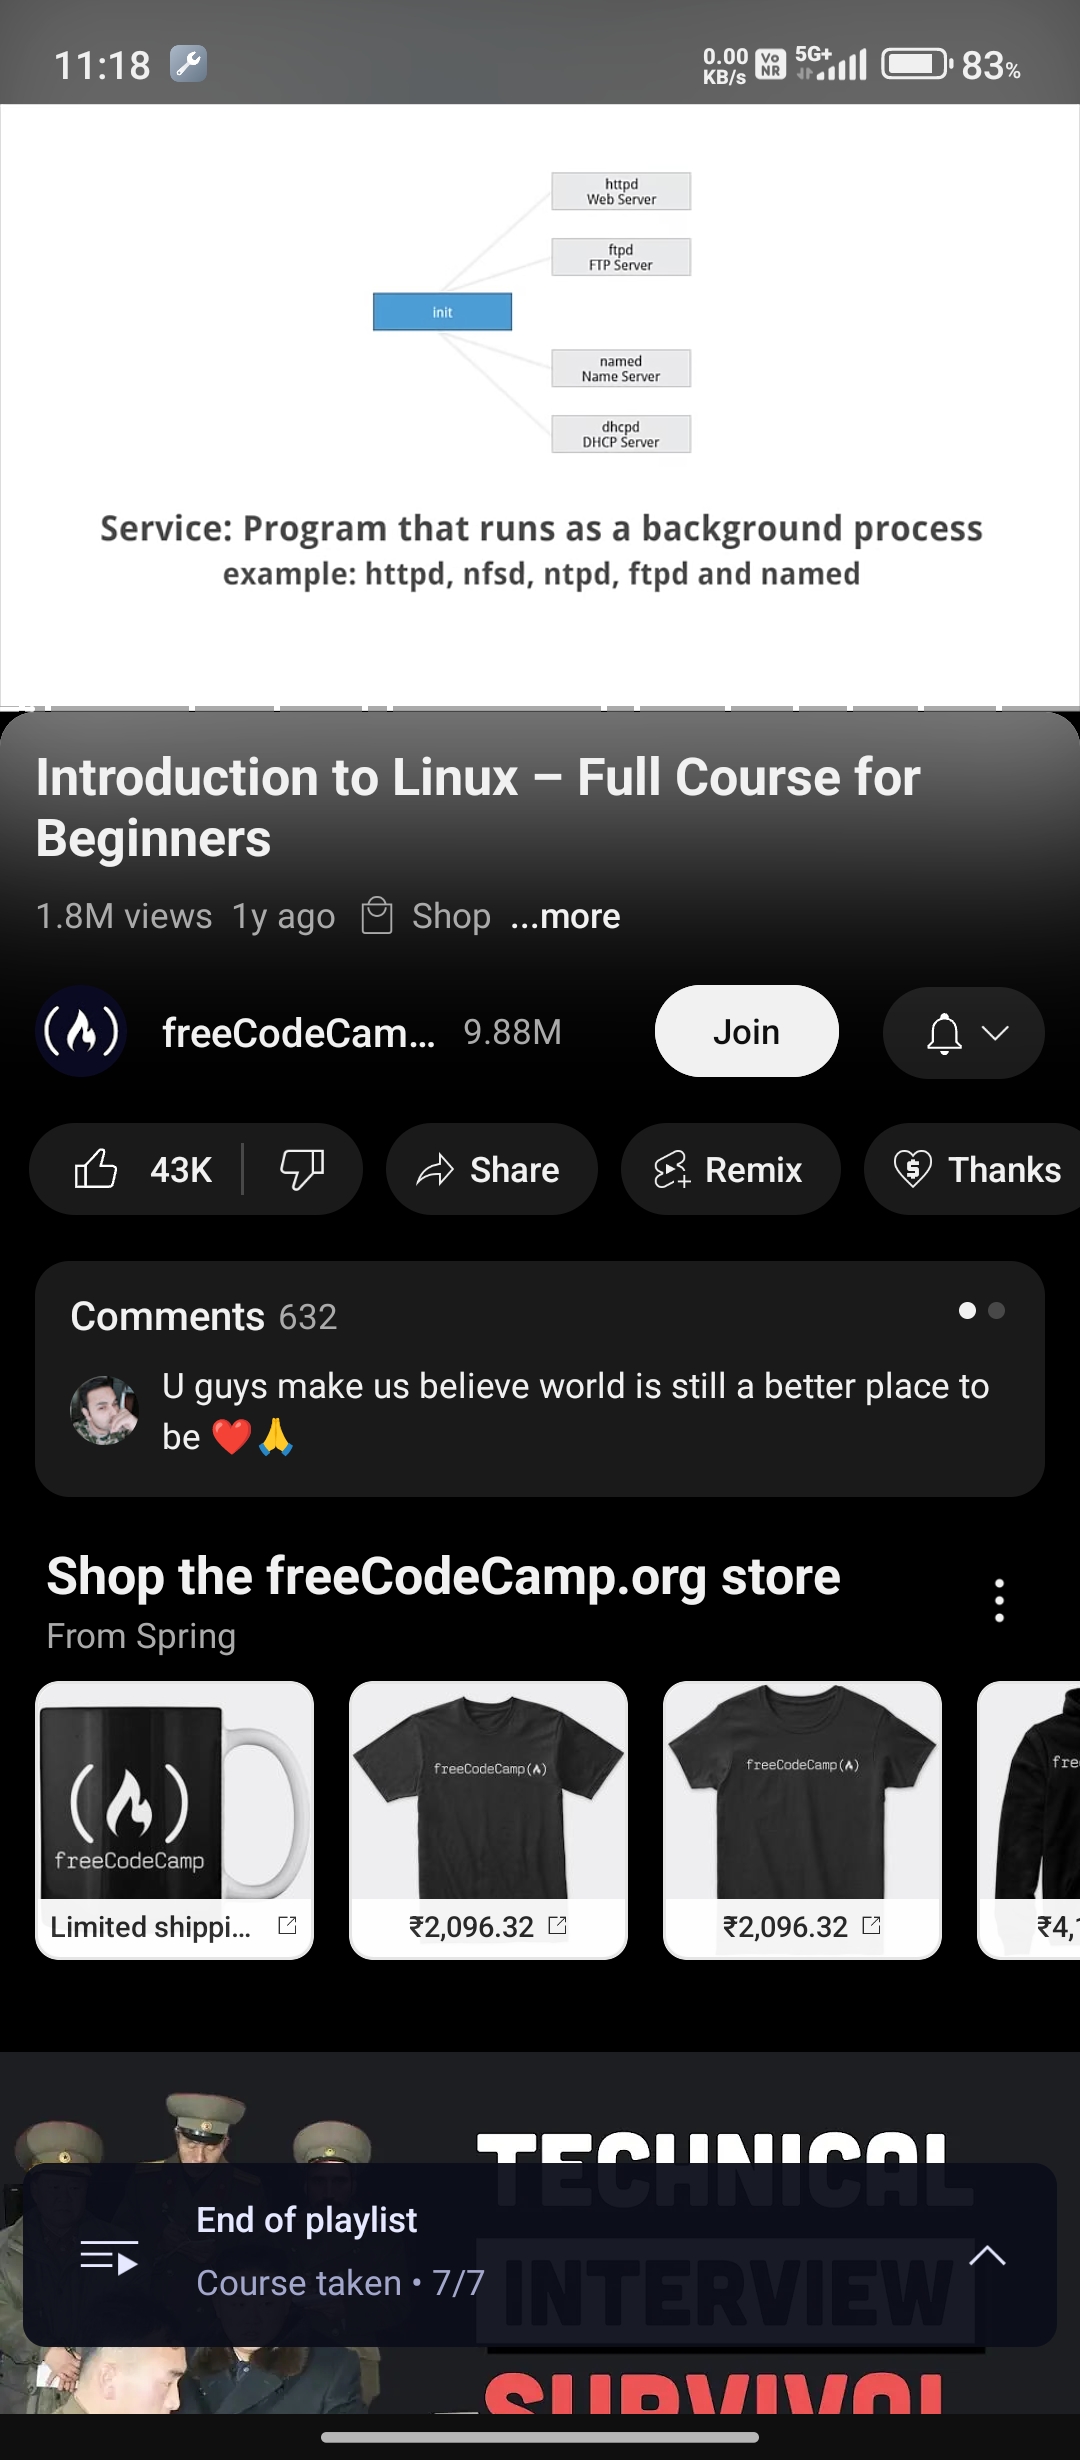 11:18
0.00
KB/s
Vo
NR
5G+
83%
httpd
Web Server
ftpd
FTP Server
init
named
Name Server
dhcpd
DHCP Server
Service: Program that runs as a background process
example: httpd, nfsd, ntpd, ftpd and named
Introduction to Linux – Full Course for
Beginners
1.8M views 1y ago Shop ...more
freeCodeCam... 9.88M Join
43K Share Remix Thanks
Comments 632
U guys make us believe world is still a better place to
be ❤️🙏
Shop the freeCodeCamp.org store
From Spring
freeCodeCamp
freeCodeCamp(🔥)
freeCodeCamp(🔥)
free
Limited shippi... ₹2,096.32 ₹2,096.32 ₹4,1
TECHNICAL
End of playlist
Course taken • 7/7
INTERVIEW
SURVIVAL